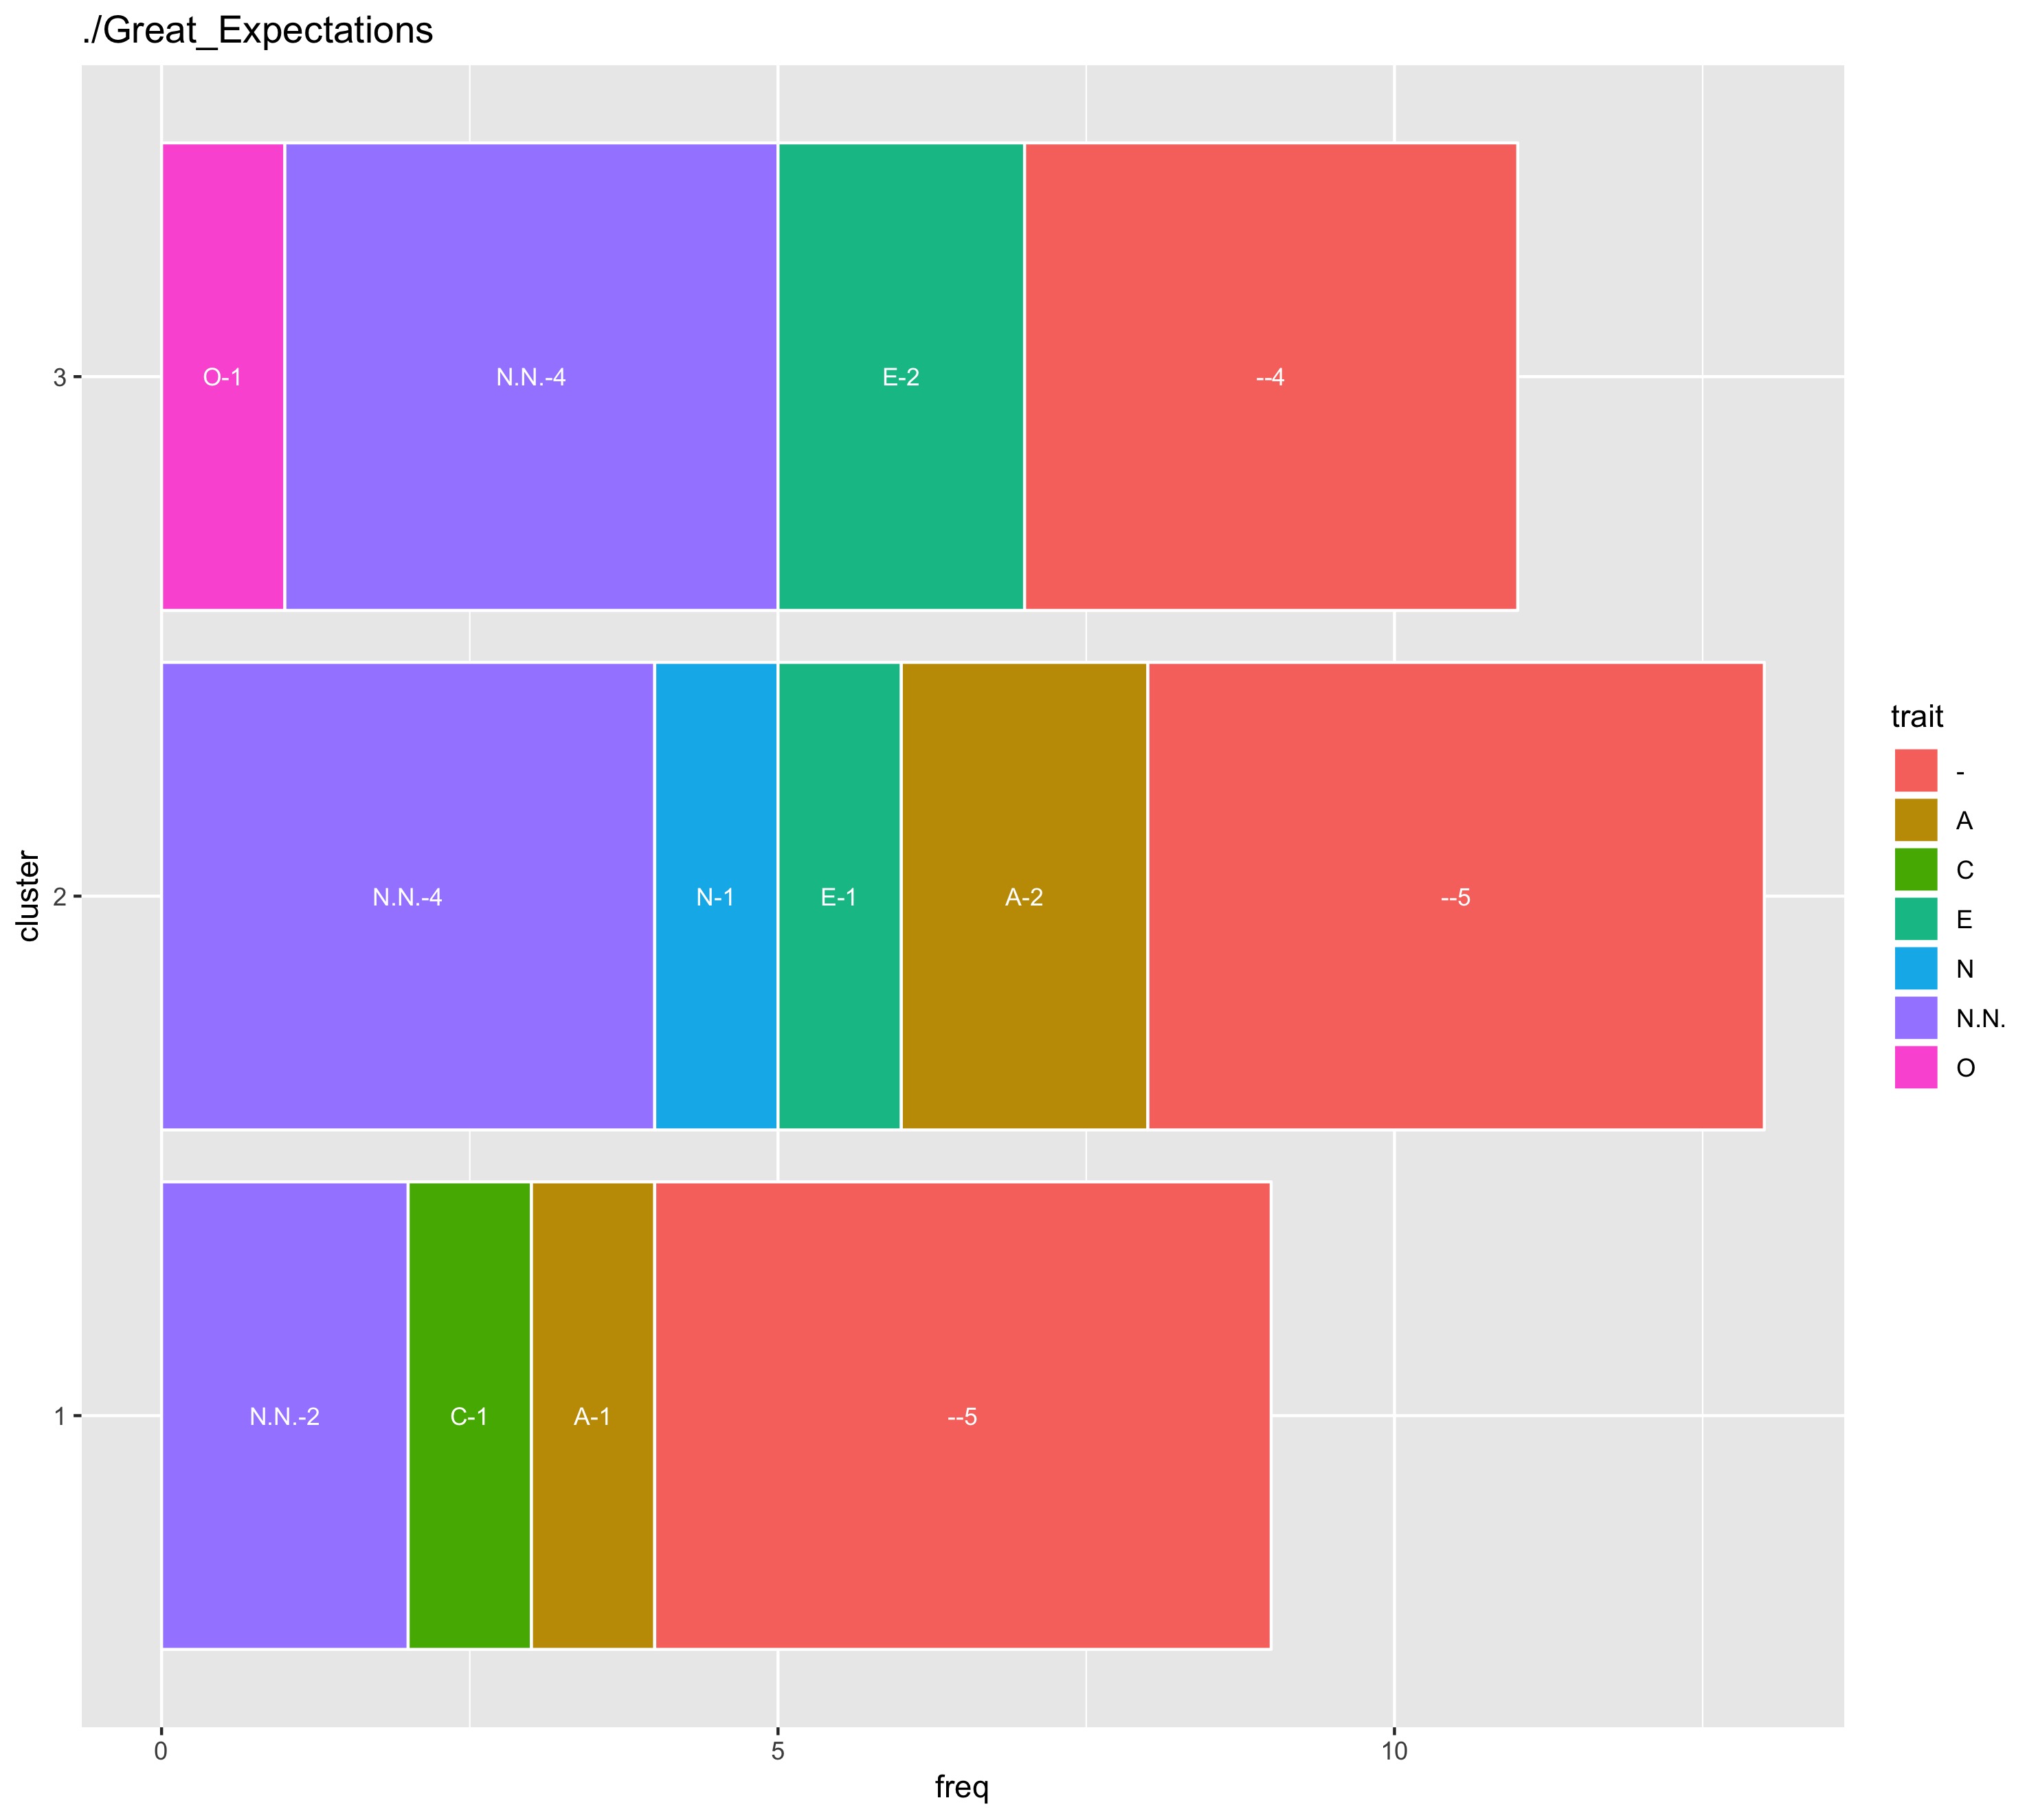 ./Great_Expectations
3
O-1 N.N.-4 E-2 --4
cluster
2
N.N.-4 N-1 E-1 A-2 --5
1
N.N.-2 C-1 A-1 --5
0 5 10
freq
trait
-
A
C
E
N
N.N.
O